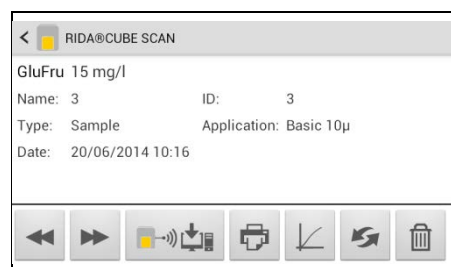 RIDA®CUBE SCAN
GluFru 15 mg/l
Name: 3 ID: 3
Type: Sample Application: Basic 10µ
Date: 20/06/2014 10:16